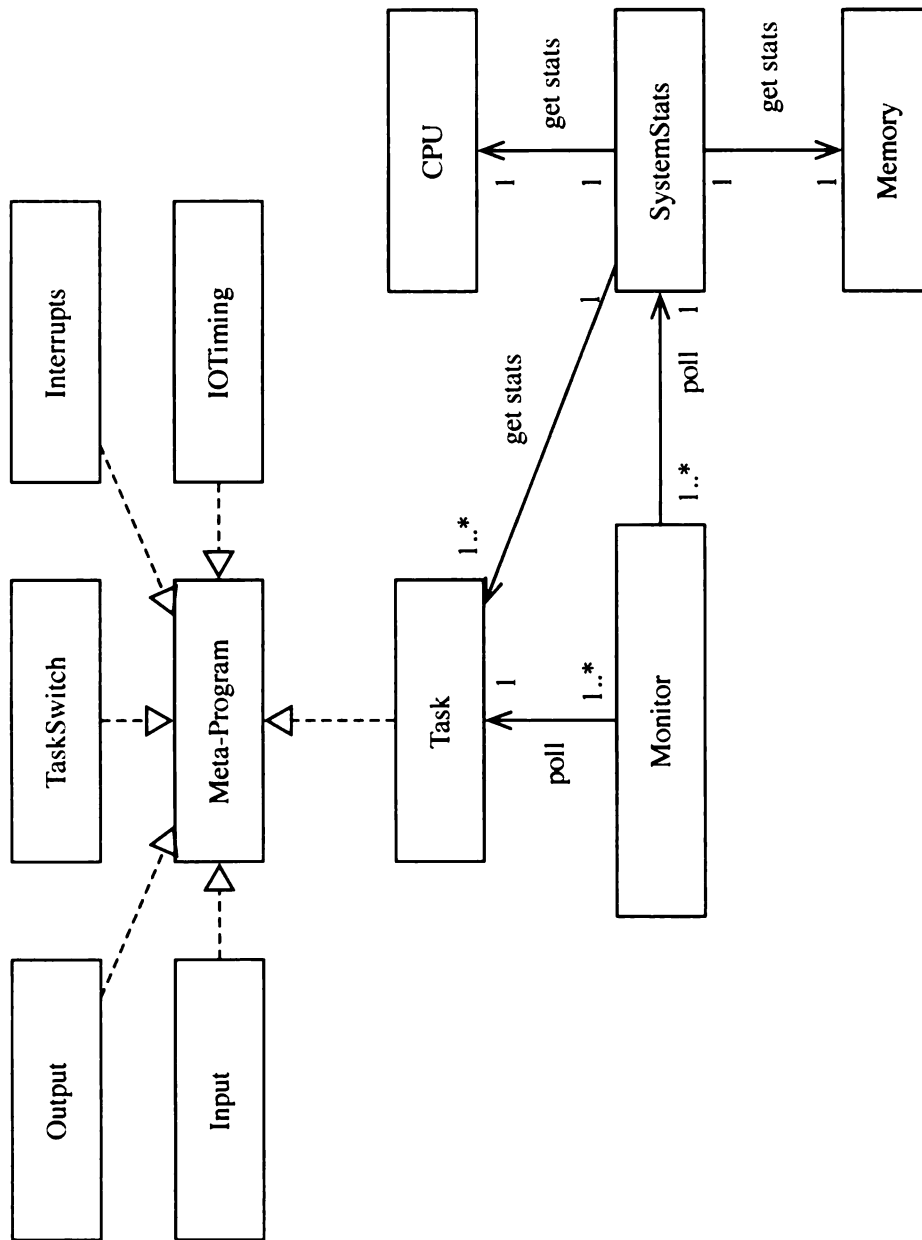 Output
TaskSwitch
Interrupts
Input
Meta-Program
IOTiming
Task
1
1..*
get stats
CPU
1
get stats
poll
1..*
1
1
Monitor
1..*
poll
1
SystemStats
1
get stats
1
Memory